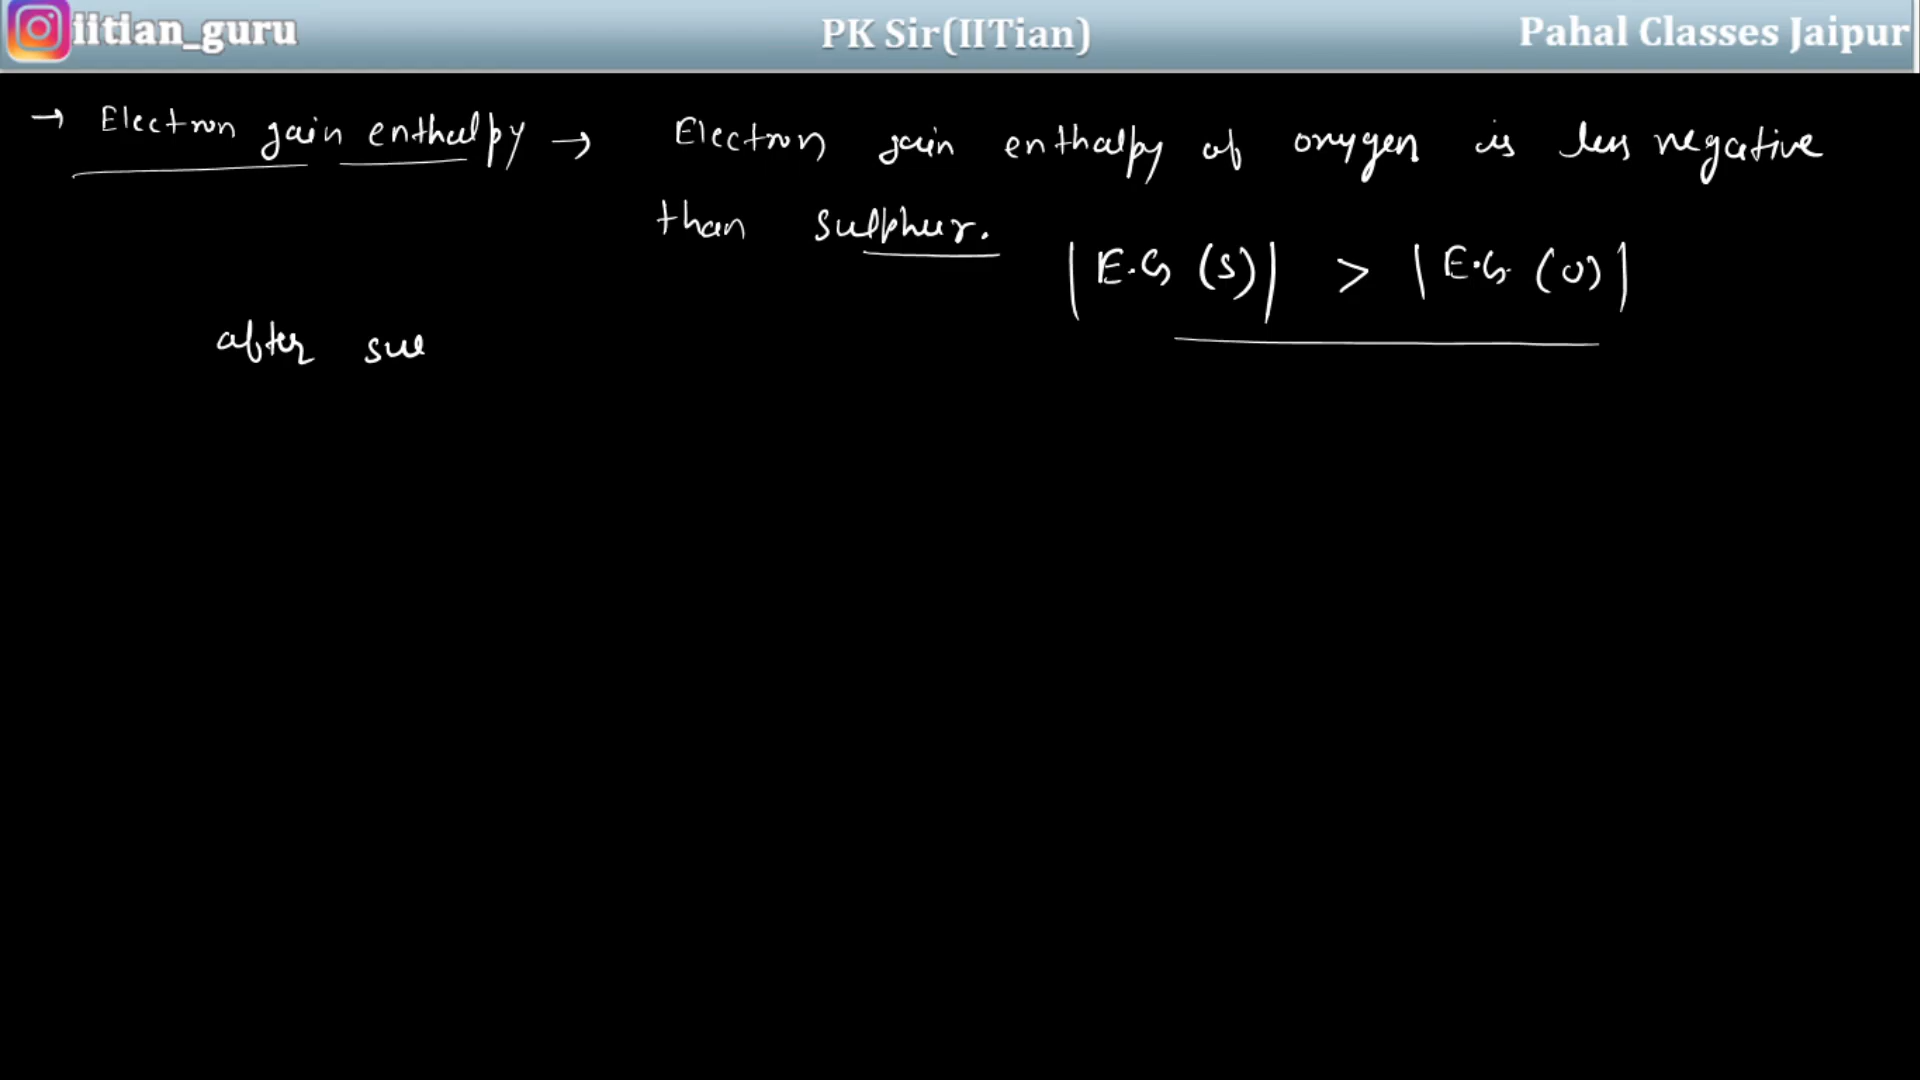 iitian_guru PK Sir(IITian) Pahal Classes Jaipur
→ Electron gain enthalpy → Electron gain enthalpy of oxygen is less negative
than sulphur.
|E.G (S)| > |E.G. (O)|
after su